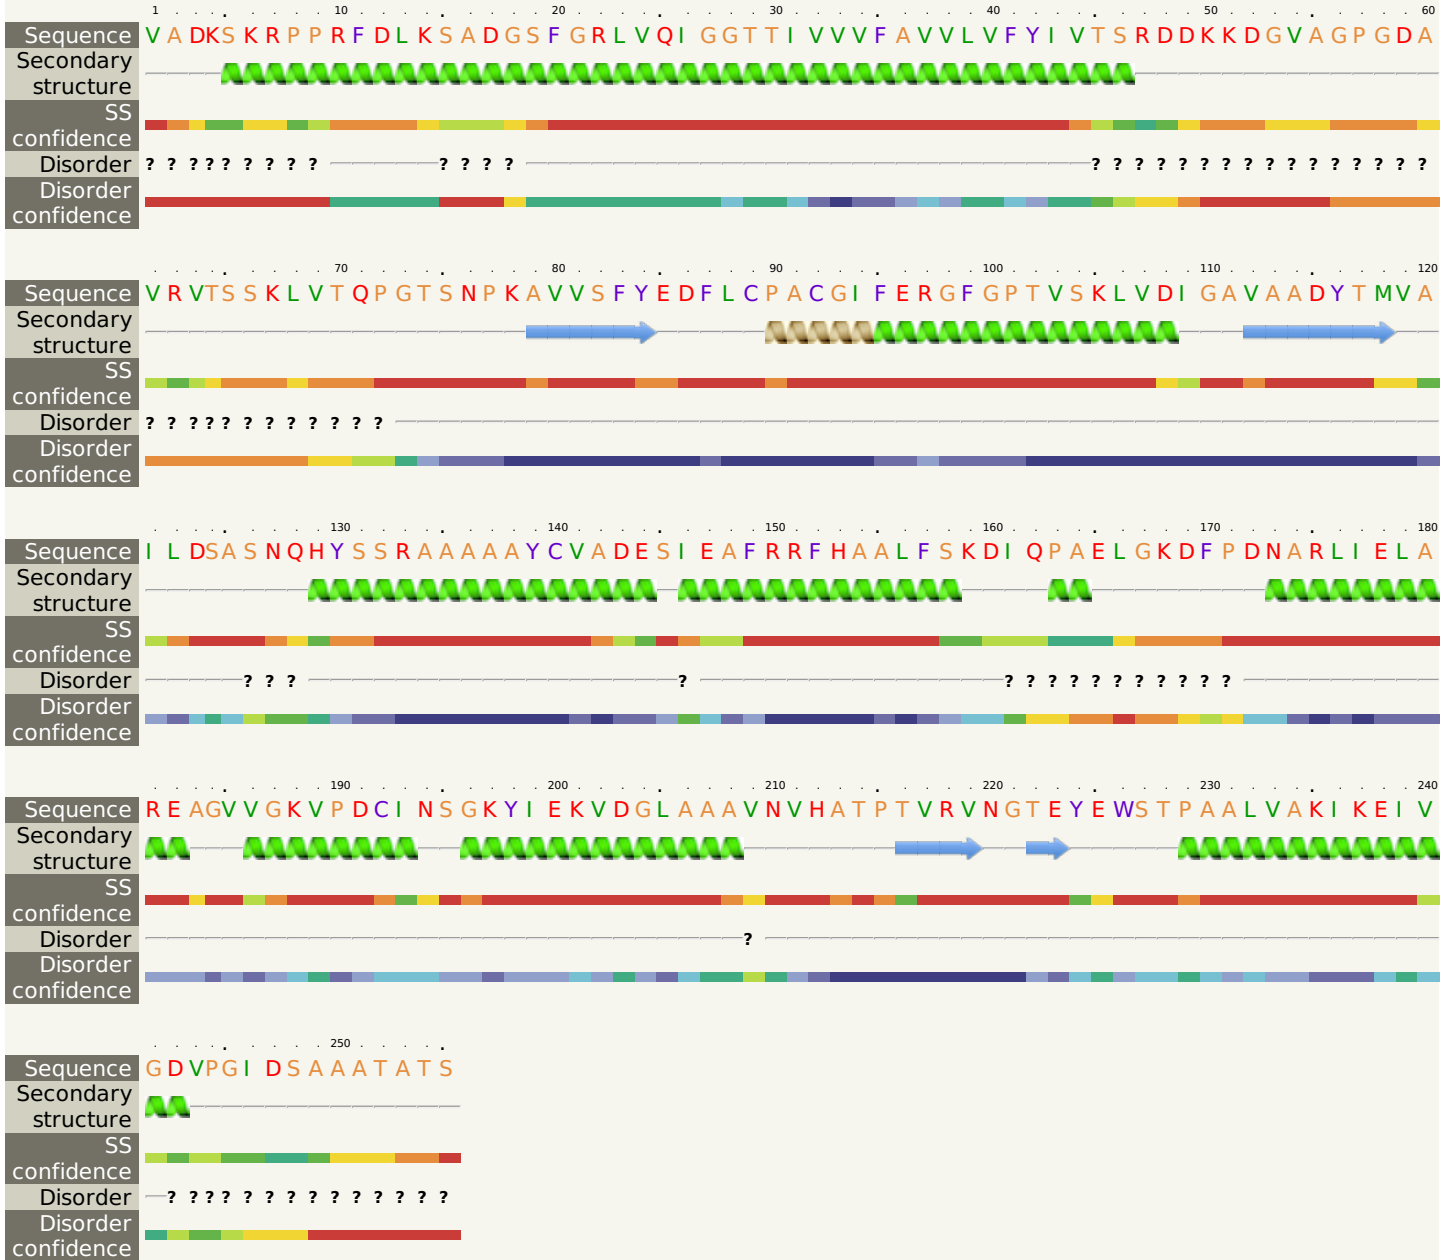 1 10 20 30 40 50 60
Sequence VADKSKRPPRFDLKSADGSFGRLVQIGGTTIVVVFAVVLVFYIVTSRDDKKDGVAGPGDA
Secondary
structure
SS
confidence
Disorder ? ? ? ? ? ? ? ? ? ? ? ? ? ? ? ? ? ? ? ? ? ? ? ? ? ? ? ? ?
Disorder
confidence
70 80 90 100 110 120
Sequence VRVTSSKLVTQPGTSNPKAVVSFYEDFLCPACGIFERGFGPTVSKLVDIGAVAADYTMVA
Secondary
structure
SS
confidence
Disorder ? ? ? ? ? ? ? ? ? ? ?
Disorder
confidence
130 140 150 160 170 180
Sequence ILDSASNQHYSSRAAAAAYCVADESIEAFRRFHAALFSKDIQPAELGKDFPDNARLIELA
Secondary
structure
SS
confidence
Disorder ? ? ? ? ? ? ? ? ? ? ? ? ? ? ?
Disorder
confidence
190 200 210 220 230 240
Sequence REAGVVGKVPDCINSGKYIEKVDGLAAAVNVHATPTVRVNGTEYEWSTPAALVAKIKEIV
Secondary
structure
SS
confidence
Disorder ?
Disorder
confidence
250
Sequence GDVPGIDSAAATATS
Secondary
structure
SS
confidence
Disorder ? ? ? ? ? ? ? ? ? ? ? ? ? ?
Disorder
confidence